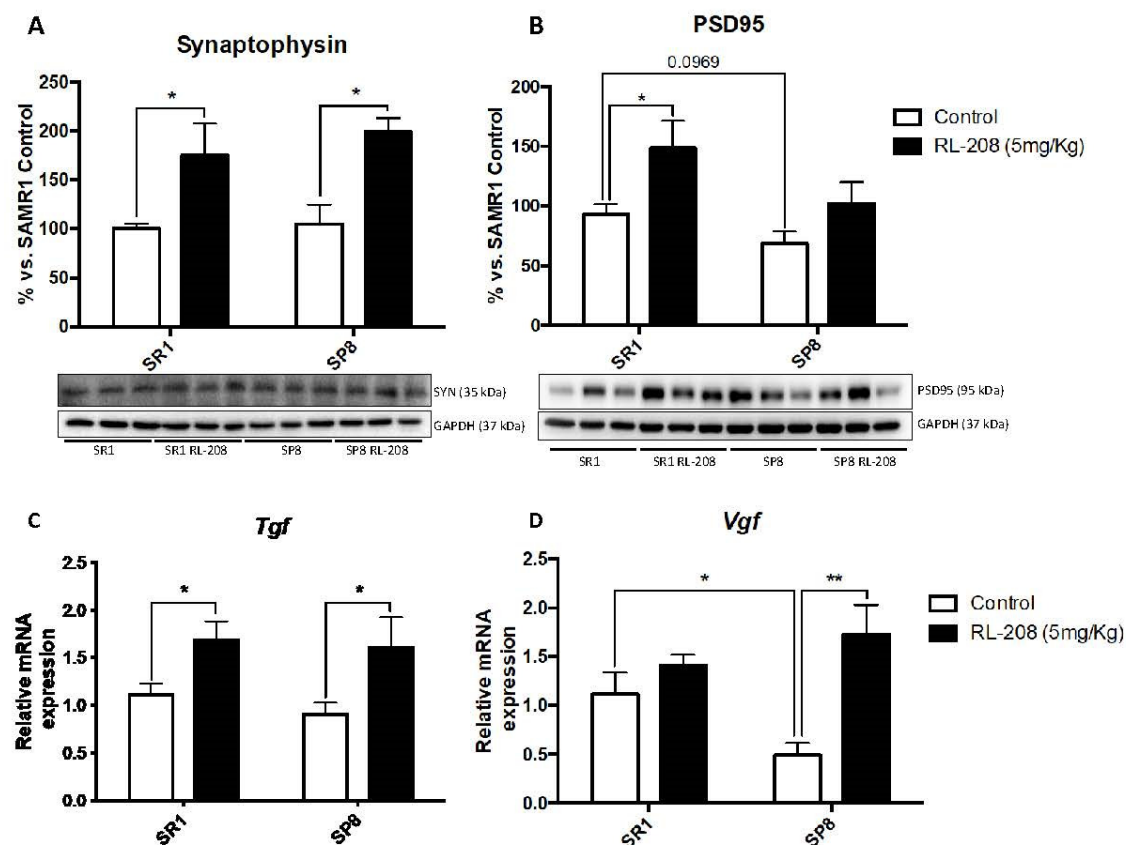 A
Synaptophysin
% vs. SAMR1 Control
250
200
150
100
50
0
*
*
SR1
SP8
SYN (35 kDa)
GAPDH (37 kDa)
SR1
SR1 RL-208
SP8
SP8 RL-208
B
PSD95
0.0969
% vs. SAMR1 Control
200
150
100
50
0
*
SR1
SP8
Control
RL-208 (5mg/Kg)
PSD95 (95 kDa)
GAPDH (37 kDa)
SR1
SR1 RL-208
SP8
SP8 RL-208
C
Tgf
Relative mRNA
expression
2.5
2.0
1.5
1.0
0.5
0.0
*
*
SR1
SP8
D
Vgf
Relative mRNA
expression
2.5
2.0
1.5
1.0
0.5
0.0
*
**
SR1
SP8
Control
RL-208 (5mg/Kg)